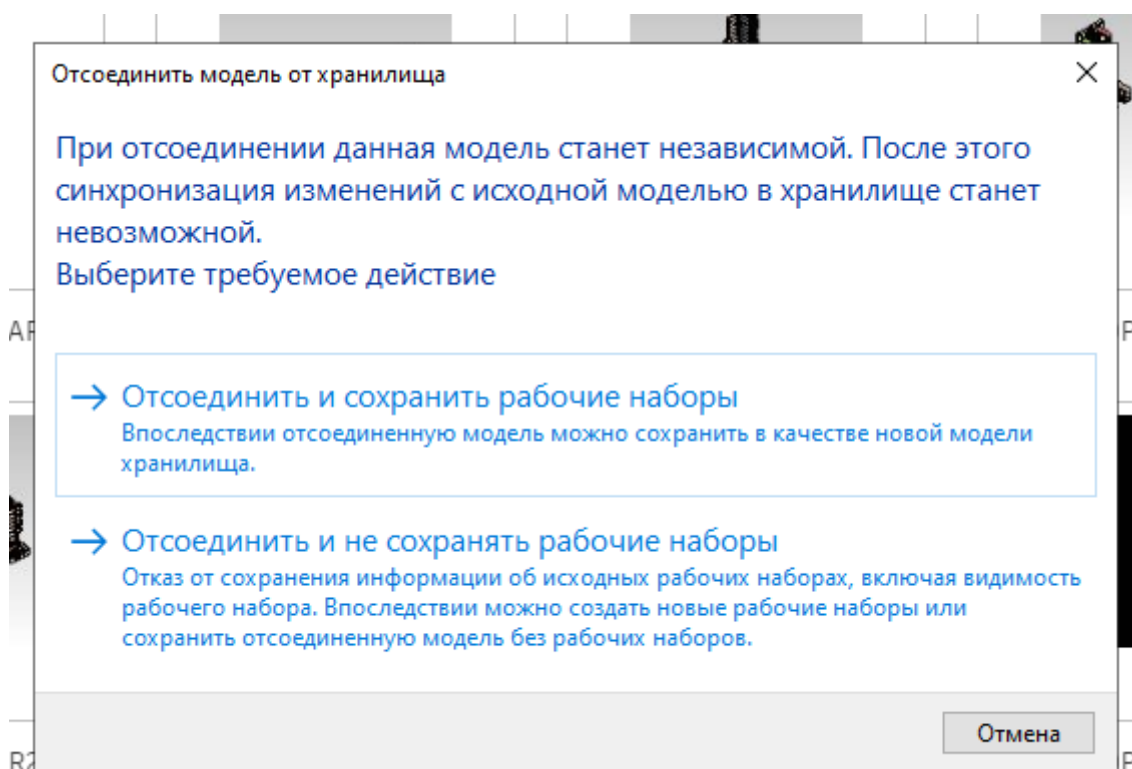 Отсоединить модель от хранилища
При отсоединении данная модель станет независимой. После этого
синхронизация изменений с исходной моделью в хранилище станет
невозможной.
Выберите требуемое действие
Отсоединить и сохранить рабочие наборы
Впоследствии отсоединенную модель можно сохранить в качестве новой модели
хранилища.
Отсоединить и не сохранять рабочие наборы
Отказ от сохранения информации об исходных рабочих наборах, включая видимость
рабочего набора. Впоследствии можно создать новые рабочие наборы или
сохранить отсоединенную модель без рабочих наборов.
Отмена